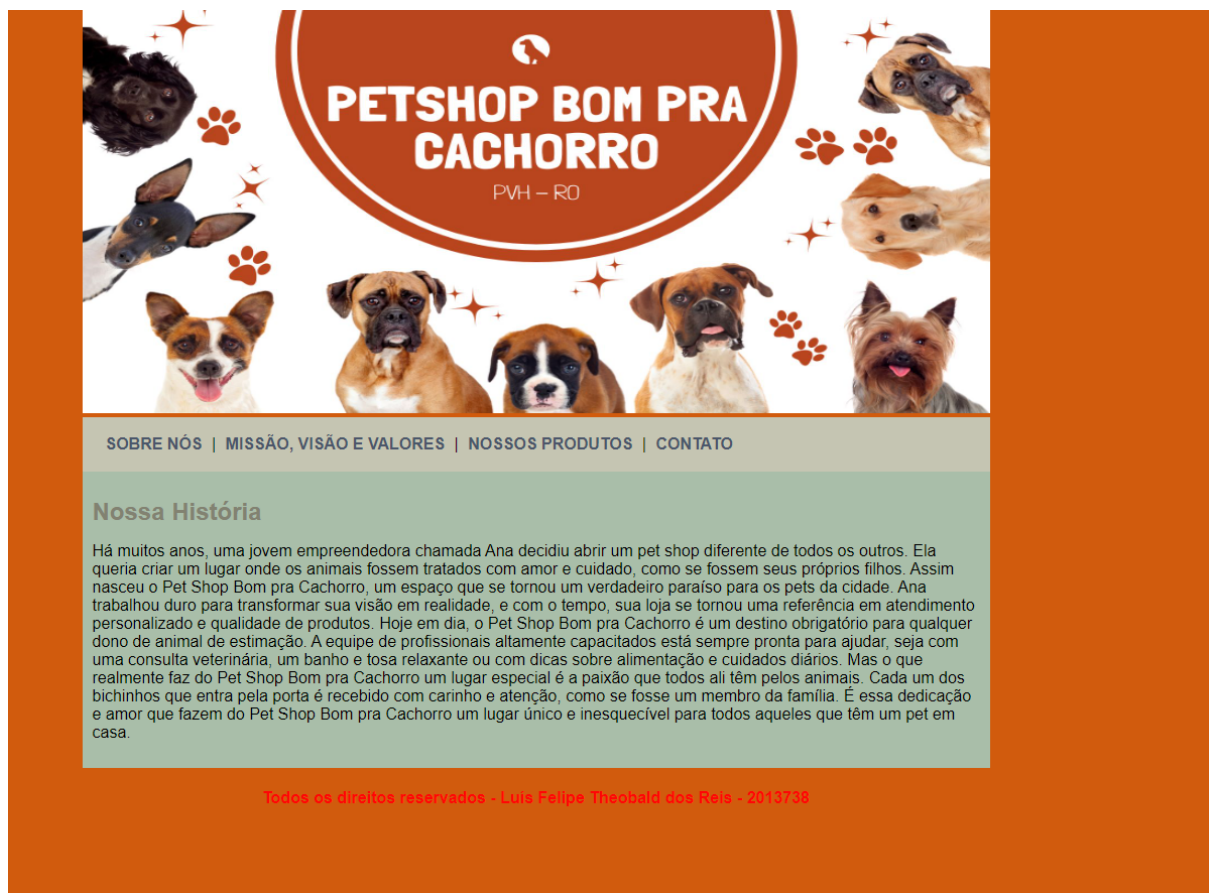 PETSHOP BOM PRA
CACHORRO
PVH – RO
SOBRE NÓS | MISSÃO, VISÃO E VALORES | NOSSOS PRODUTOS | CONTATO
Nossa História
Há muitos anos, uma jovem empreendedora chamada Ana decidiu abrir um pet shop diferente de todos os outros. Ela
queria criar um lugar onde os animais fossem tratados com amor e cuidado, como se fossem seus próprios filhos. Assim
nasceu o Pet Shop Bom pra Cachorro, um espaço que se tornou um verdadeiro paraíso para os pets da cidade. Ana
trabalhou duro para transformar sua visão em realidade, e com o tempo, sua loja se tornou uma referência em atendimento
personalizado e qualidade de produtos. Hoje em dia, o Pet Shop Bom pra Cachorro é um destino obrigatório para qualquer
dono de animal de estimação. A equipe de profissionais altamente capacitados está sempre pronta para ajudar, seja com
uma consulta veterinária, um banho e tosa relaxante ou com dicas sobre alimentação e cuidados diários. Mas o que
realmente faz do Pet Shop Bom pra Cachorro um lugar especial é a paixão que todos ali têm pelos animais. Cada um dos
bichinhos que entra pela porta é recebido com carinho e atenção, como se fosse um membro da família. É essa dedicação
e amor que fazem do Pet Shop Bom pra Cachorro um lugar único e inesquecível para todos aqueles que têm um pet em
casa.
Todos os direitos reservados - Luís Felipe Theobald dos Reis - 2013738